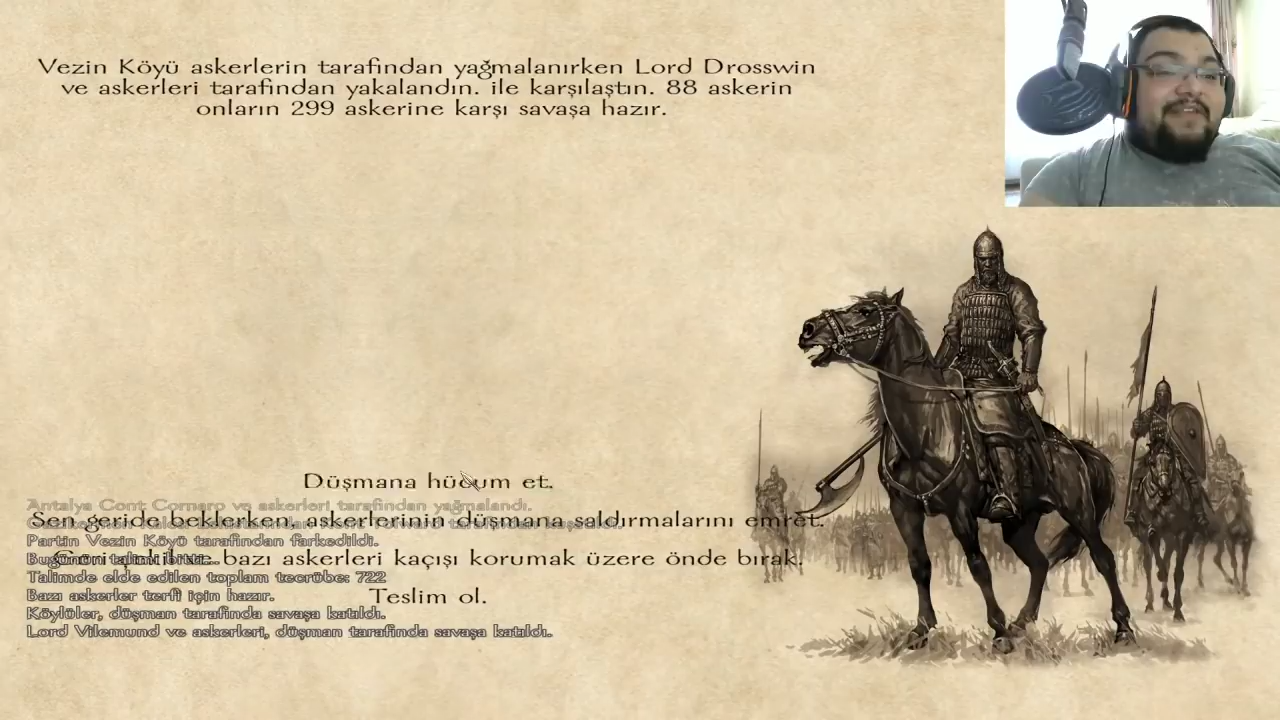 Vezin Köyü askerlerin tarafından yağmalanırken Lord Drosswin
ve askerleri tarafından yakalandın. ile karşılaştın. 88 askerin
onların 299 askerine karşı savaşa hazır.
Düşmana hücum et.
Antalya Cont Cornaro ve askerleri tarafından yağmalandı.
Sen geride beklerken, askerlerinin düşmana saldırmalarını emret.
Partin Vezin Köyü tarafından farkedildi.
bazı askerleri kaçışı korumak üzere önde bırak.
Bugünün talimi bitti.
Talimde elde edilen toplam tecrübe: 722
Bazı askerler terfi için hazır.
Teslim ol.
Köylüler, düşman tarafında savaşa katıldı.
Lord Vilemund ve askerleri, düşman tarafında savaşa katıldı.